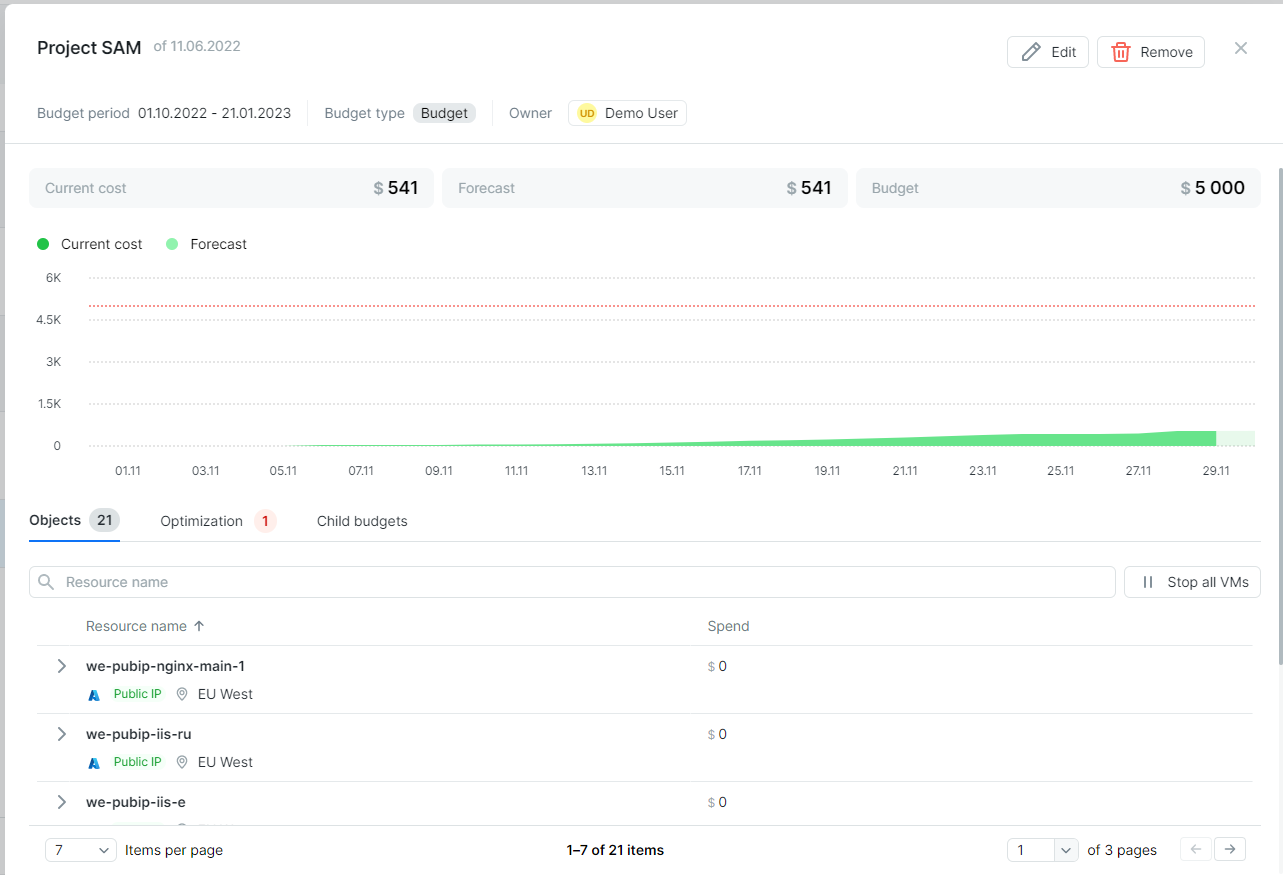 Project SAM of 11.06.2022
Edit
Remove
Budget period 01.10.2022 - 21.01.2023
Budget type Budget
Owner UD Demo User
Current cost $ 541
Forecast $ 541
Budget $ 5 000
Current cost Forecast
6K
4.5K
3K
1.5K
0
01.11 03.11 05.11 07.11 09.11 11.11 13.11 15.11 17.11 19.11 21.11 23.11 25.11 27.11 29.11
Objects 21 Optimization 1 Child budgets
Resource name
Stop all VMs
Resource name Spend
we-pubip-nginx-main-1 $ 0
Public IP EU West
we-pubip-iis-ru $ 0
Public IP EU West
we-pubip-iis-e $ 0
7 Items per page
1–7 of 21 items
1 of 3 pages